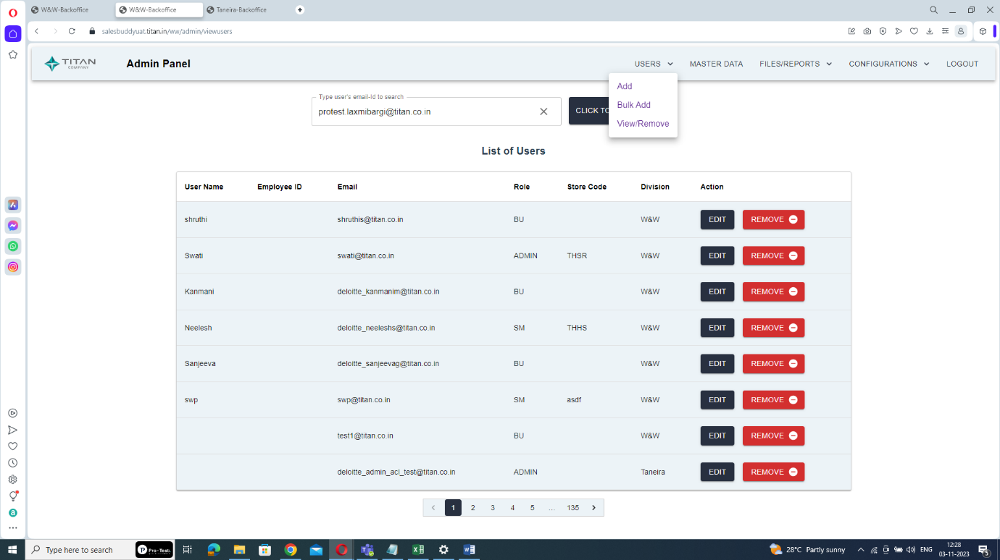 W&W-Backoffice
W&W-Backoffice
Taneira-Backoffice
salesbuddyuat.titan.in/ww/admin/viewusers
TITAN
COMPANY
Admin Panel
USERS
MASTER DATA
FILES/REPORTS
CONFIGURATIONS
LOGOUT
Add
Bulk Add
View/Remove
Type user's email-Id to search
protest.laxmibargi@titan.co.in
CLICK TO
List of Users
User Name Employee ID Email Role Store Code Division Action
shruthi shruthis@titan.co.in BU W&W EDIT REMOVE
Swati swati@titan.co.in ADMIN THSR W&W EDIT REMOVE
Kanmani deloitte_kanmanim@titan.co.in BU W&W EDIT REMOVE
Neelesh deloitte_neeleshs@titan.co.in SM THHS W&W EDIT REMOVE
Sanjeeva deloitte_sanjeevag@titan.co.in BU W&W EDIT REMOVE
swp swp@titan.co.in SM asdf W&W EDIT REMOVE
test1@titan.co.in BU W&W EDIT REMOVE
deloitte_admin_acl_test@titan.co.in ADMIN Taneira EDIT REMOVE
1 2 3 4 5 ... 135
Type here to search
Pro-Test
28°C Partly sunny
ENG
12:28
03-11-2023
5